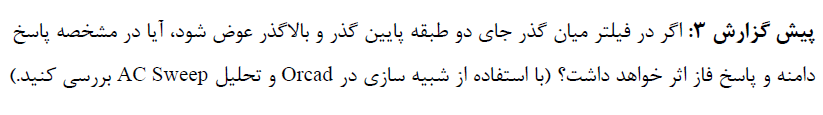 پیش گزارش ۳: اگر در فیلتر میان گذر جای دو طبقه پایین گذر و بالاگذر عوض شود، آیا در مشخصه پاسخ
دامنه و پاسخ فاز اثر خواهد داشت؟ (با استفاده از شبیه سازی در Orcad و تحلیل AC Sweep بررسی کنید.)